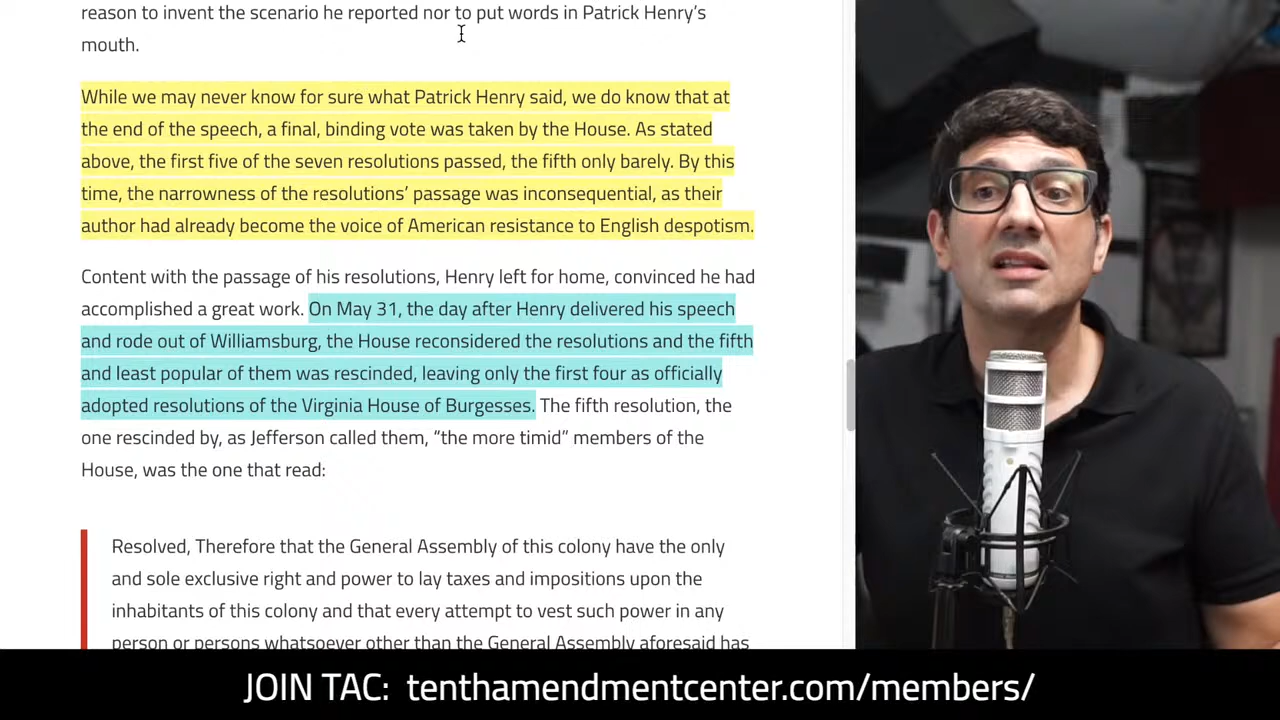 reason to invent the scenario he reported nor to put words in Patrick Henry’s
mouth.
While we may never know for sure what Patrick Henry said, we do know that at
the end of the speech, a final, binding vote was taken by the House. As stated
above, the first five of the seven resolutions passed, the fifth only barely. By this
time, the narrowness of the resolutions’ passage was inconsequential, as their
author had already become the voice of American resistance to English despotism.
Content with the passage of his resolutions, Henry left for home, convinced he had
accomplished a great work. On May 31, the day after Henry delivered his speech
and rode out of Williamsburg, the House reconsidered the resolutions and the fifth
and least popular of them was rescinded, leaving only the first four as officially
adopted resolutions of the Virginia House of Burgesses. The fifth resolution, the
one rescinded by, as Jefferson called them, “the more timid” members of the
House, was the one that read:
Resolved, Therefore that the General Assembly of this colony have the only
and sole exclusive right and power to lay taxes and impositions upon the
inhabitants of this colony and that every attempt to vest such power in any
person or persons whatsoever other than the General Assembly aforesaid has
JOIN TAC: tenthamendmentcenter.com/members/